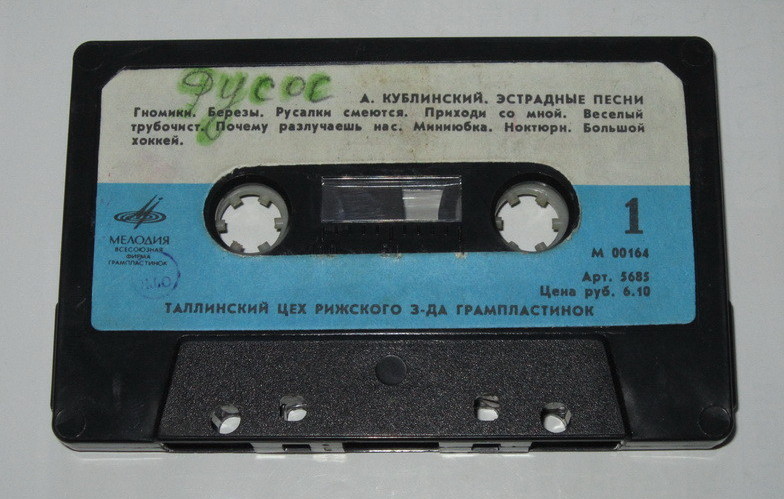 Фусос
А. КУБЛИНСКИЙ. ЭСТРАДНЫЕ ПЕСНИ
Гномики. Березы. Русалки смеются. Приходи со мной. Веселый
трубочист. Почему разлучаешь нас. Миниюбка. Ноктюрн. Большой
хоккей.
МЕЛОДИЯ
ВСЕСОЮЗНАЯ
ФИРМА
ГРАМПЛАСТИНОК
1
М 00164
Арт. 5685
Цена руб. 6.10
ТАЛЛИНСКИЙ ЦЕХ РИЖСКОГО З-ДА ГРАМПЛАСТИНОК